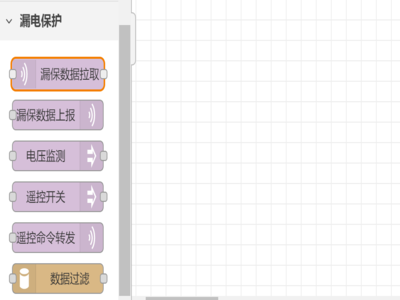 漏电保护
漏保数据拉取
漏保数据上报
电压监测
遥控开关
遥控命令转发
数据过滤